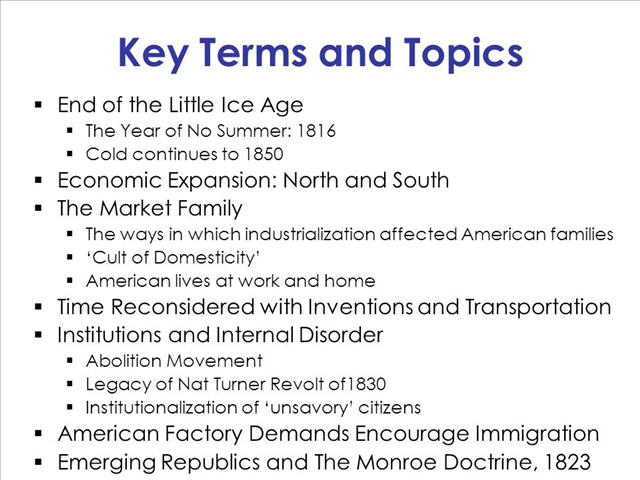 Key Terms and Topics
▪ End of the Little Ice Age
▪ The Year of No Summer: 1816
▪ Cold continues to 1850
▪ Economic Expansion: North and South
▪ The Market Family
▪ The ways in which industrialization affected American families
▪ ‘Cult of Domesticity’
▪ American lives at work and home
▪ Time Reconsidered with Inventions and Transportation
▪ Institutions and Internal Disorder
▪ Abolition Movement
▪ Legacy of Nat Turner Revolt of1830
▪ Institutionalization of ‘unsavory’ citizens
▪ American Factory Demands Encourage Immigration
▪ Emerging Republics and The Monroe Doctrine, 1823